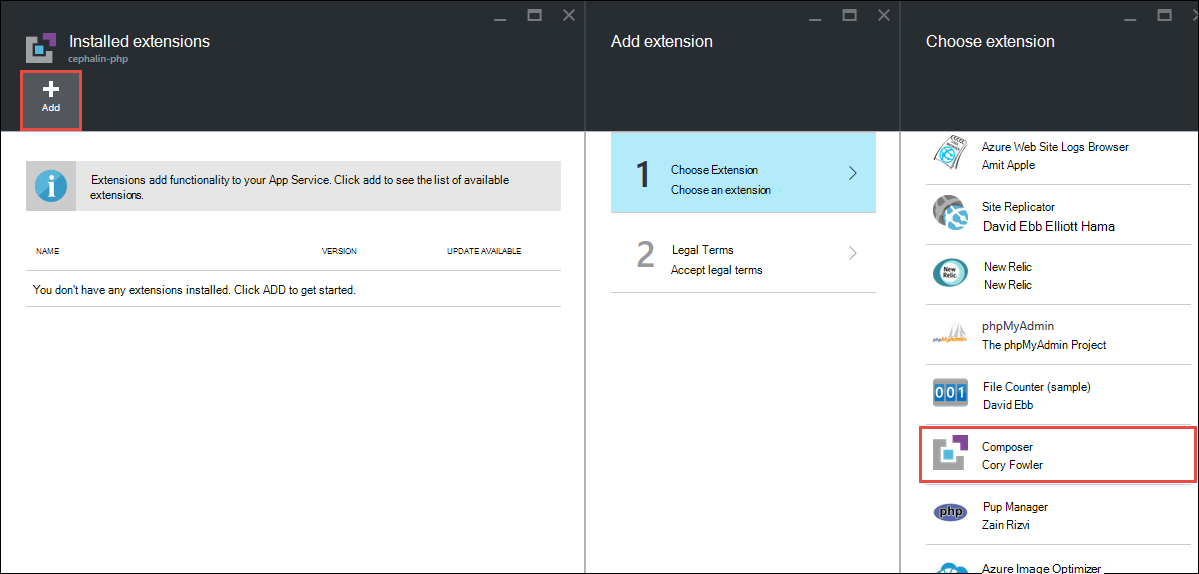 Installed extensions
cephalin-php
Add
Extensions add functionality to your App Service. Click add to see the list of available
extensions.
NAME VERSION UPDATE AVAILABLE
You don't have any extensions installed. Click ADD to get started.
Add extension
1
Choose Extension
Choose an extension
2
Legal Terms
Accept legal terms
Choose extension
Azure Web Site Logs Browser
Amit Apple
Site Replicator
David Ebb Elliott Hama
New
Relic.
New Relic
New Relic
phpMyAdmin
phpMyAdmin
The phpMyAdmin Project
001
File Counter (sample)
David Ebb
Composer
Cory Fowler
php
Pup Manager
Zain Rizvi
Azure Image Optimizer